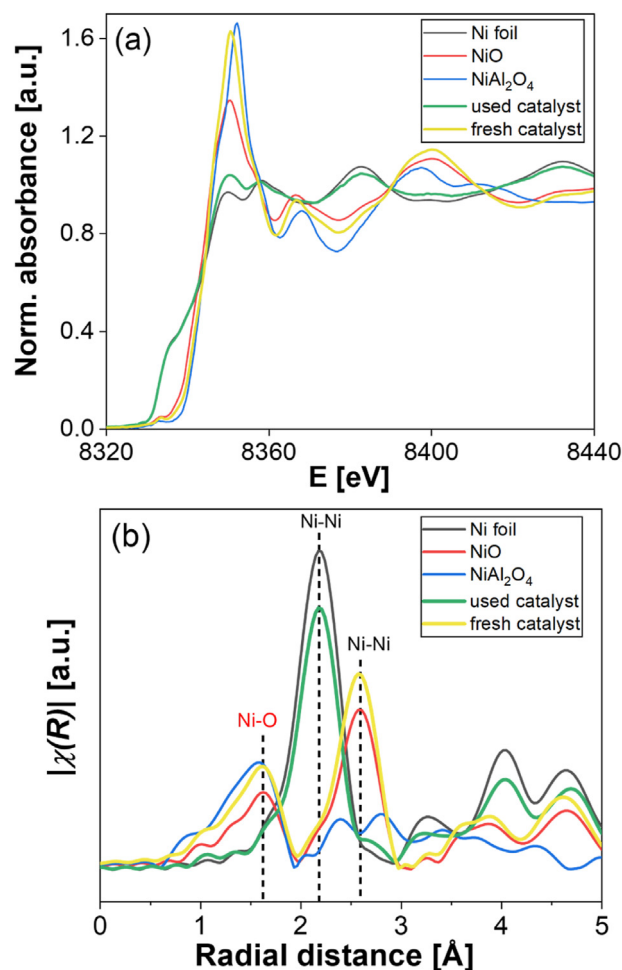 (a)
Ni foil
NiO
NiAl₂O₄
used catalyst
fresh catalyst
1.6
1.2
0.8
0.4
0.0
Norm. absorbance [a.u.]
8320 8360 8400 8440
E [eV]
(b)
Ni–Ni
Ni–Ni
Ni–O
Ni foil
NiO
NiAl₂O₄
used catalyst
fresh catalyst
|χ(R)| [a.u.]
0 1 2 3 4 5
Radial distance [Å]